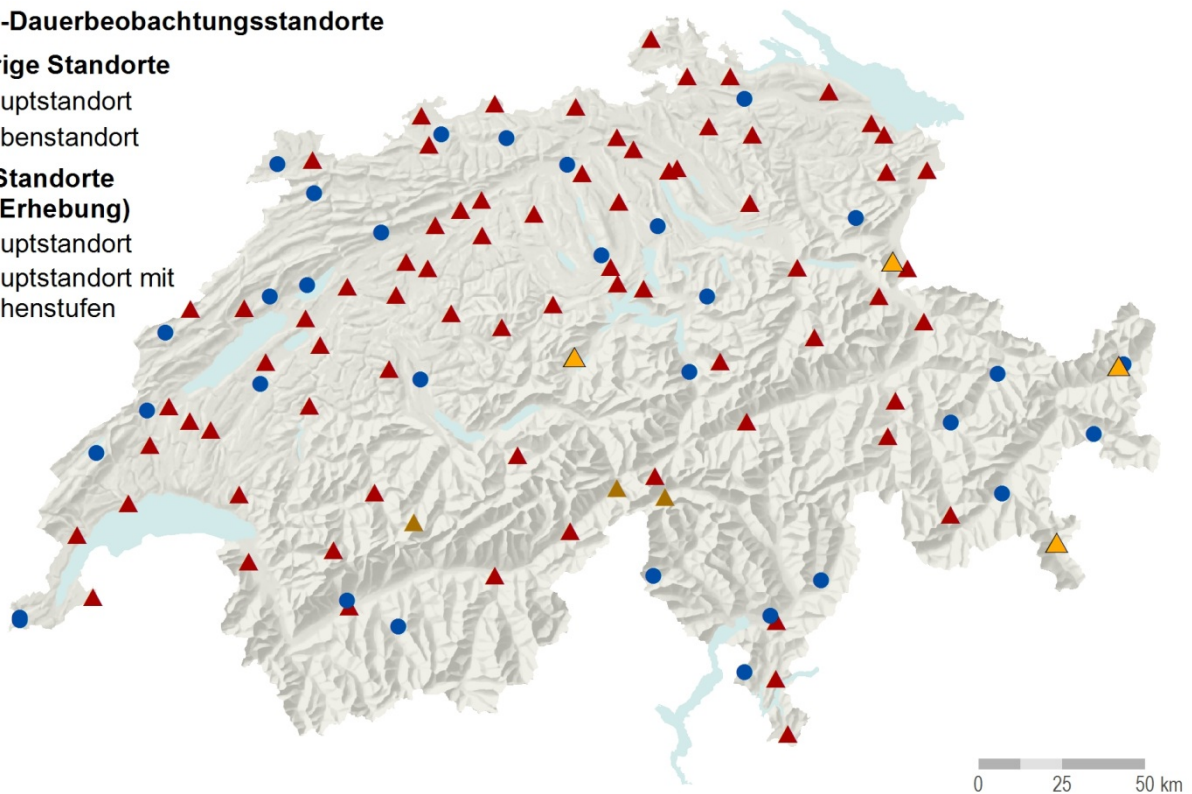 -Dauerbeobachtungsstandorte
rige Standorte
uptstandort
benstandort
Standorte
Erhebung)
uptstandort
uptstandort mit
henstufen
0 25 50 km